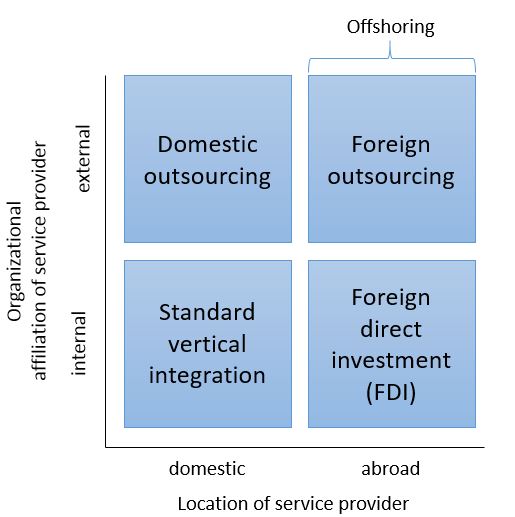 Offshoring
Organizational
affiliation of service provider
external
internal
Domestic
outsourcing
Foreign
outsourcing
Standard
vertical
integration
Foreign
direct
investment
(FDI)
domestic
abroad
Location of service provider